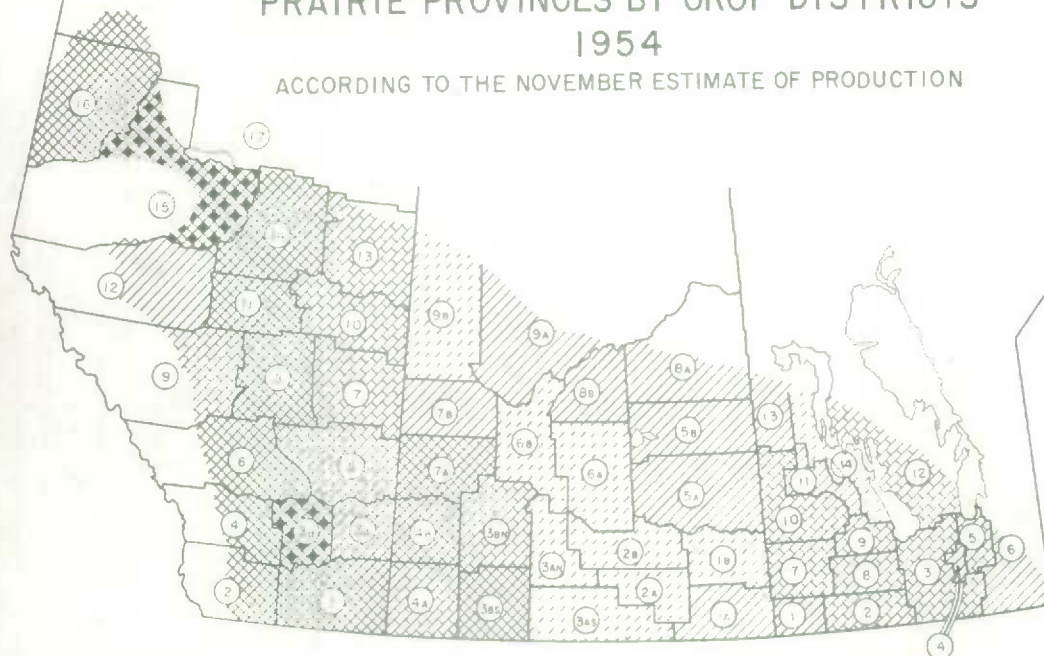 PRAIRIE PROVINCES BY CROP DISTRICTS
1954
ACCORDING TO THE NOVEMBER ESTIMATE OF PRODUCTION
16
17
15
14
13
12
11
10
9B
9A
9
8
7
7B
8B
8A
6B
5B
13
6
7A
6A
5A
11
14
12
4
4B
3BN
10
3AN
2B
1B
9
5
6
2
4A
3BS
3AS
2A
1A
7
8
3
1
2
4